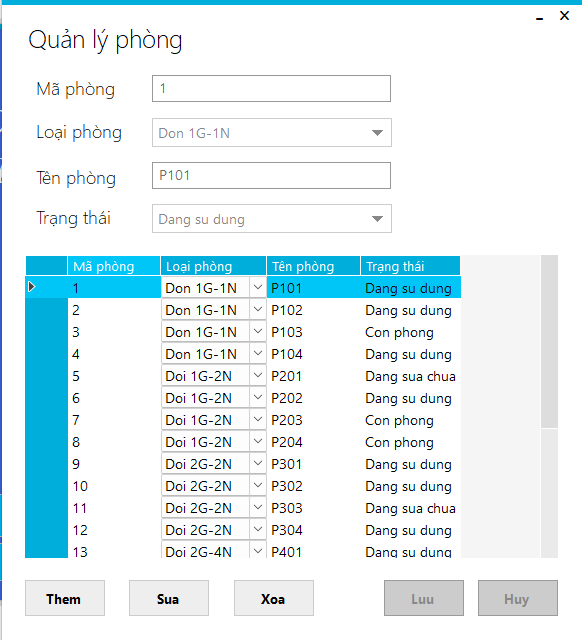 Quản lý phòng
Mã phòng 1
Loại phòng Don 1G-1N
Tên phòng P101
Trạng thái Dang su dung
Mã phòng Loại phòng Tên phòng Trạng thái
1 Don 1G-1N P101 Dang su dung
2 Don 1G-1N P102 Dang su dung
3 Don 1G-1N P103 Con phong
4 Don 1G-1N P104 Dang su dung
5 Doi 1G-2N P201 Dang sua chua
6 Doi 1G-2N P202 Dang su dung
7 Doi 1G-2N P203 Con phong
8 Doi 1G-2N P204 Con phong
9 Doi 2G-2N P301 Dang su dung
10 Doi 2G-2N P302 Dang su dung
11 Doi 2G-2N P303 Dang sua chua
12 Doi 2G-2N P304 Dang su dung
13 Doi 2G-4N P401 Dang su dung
Them Sua Xoa Luu Huy